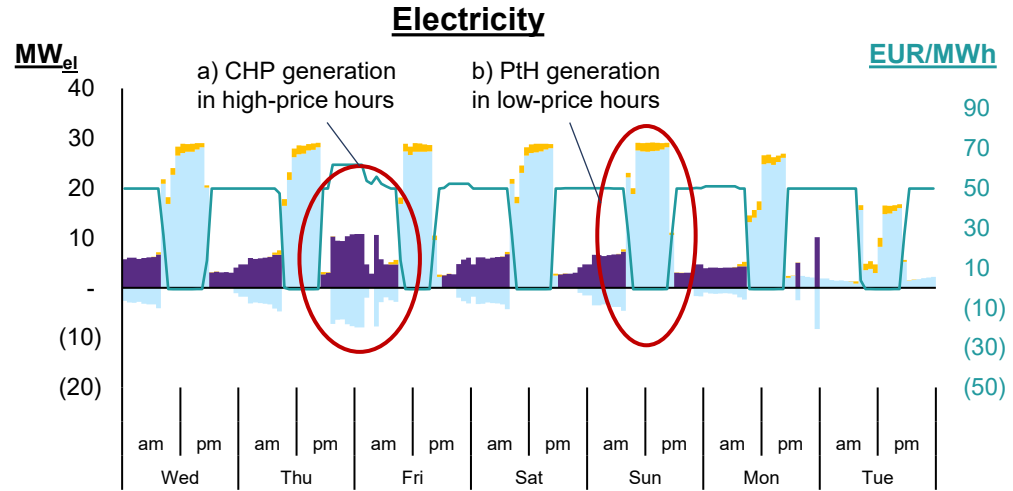 Electricity
MWel
EUR/MWh
a) CHP generation
in high-price hours
b) PtH generation
in low-price hours
40
30
20
10
-
(10)
(20)
90
70
50
30
10
(10)
(30)
(50)
am pm am pm am pm am pm am pm am pm am pm
Wed Thu Fri Sat Sun Mon Tue